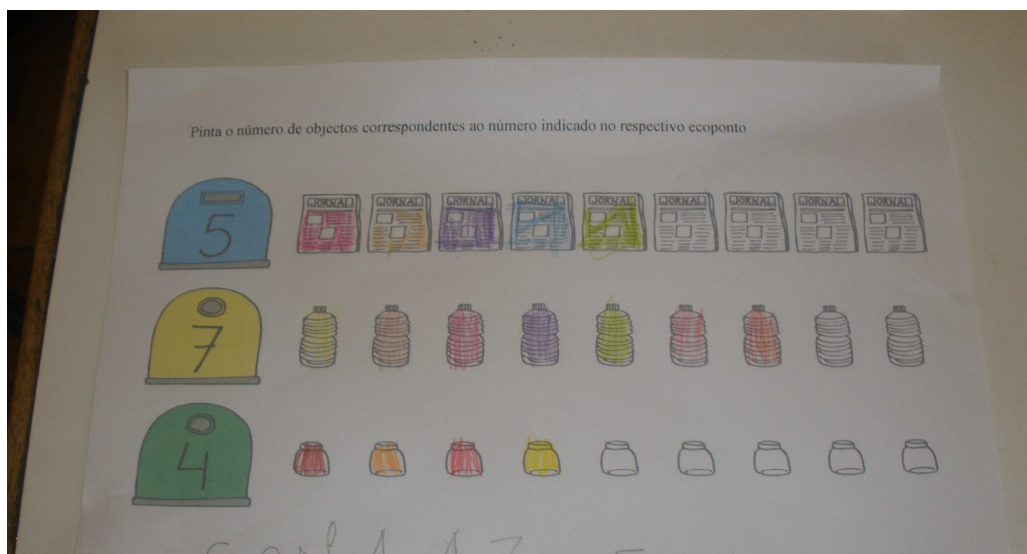 Pinta o número de objectos correspondentes ao número indicado no respectivo ecoponto
5 JORNAL JORNAL JORNAL JORNAL JORNAL JORNAL JORNAL JORNAL JORNAL
7
4